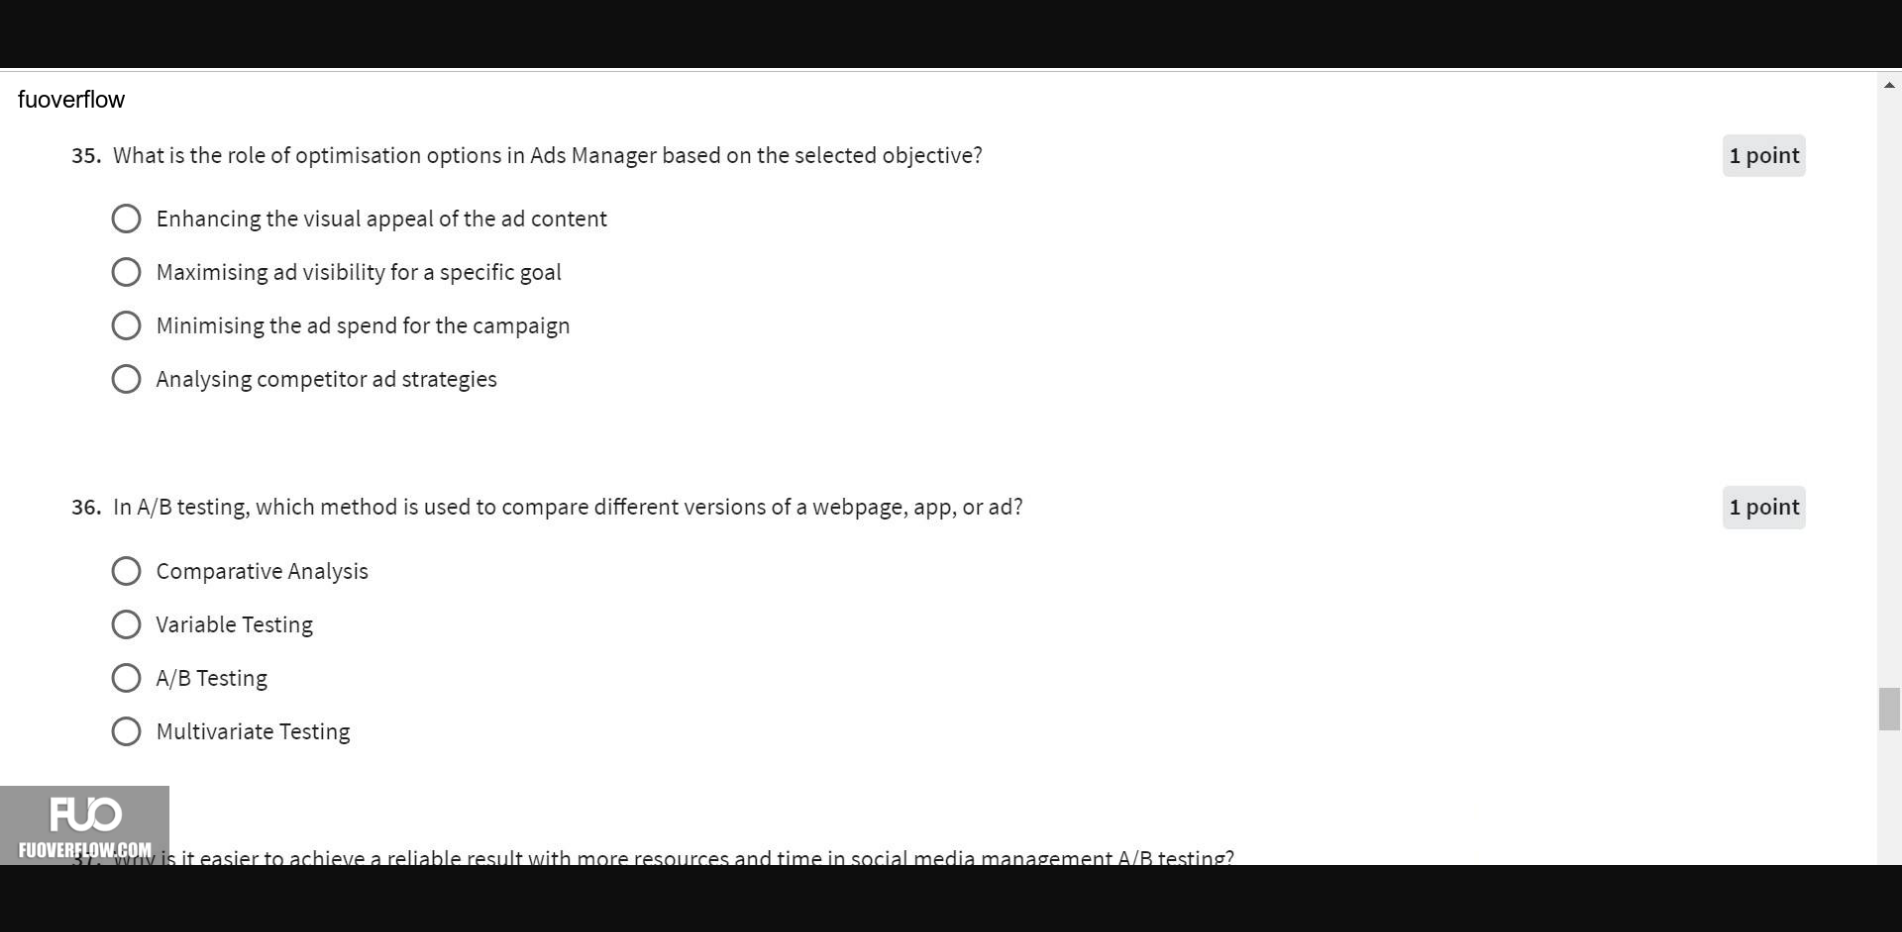 fuoverflow
35. What is the role of optimisation options in Ads Manager based on the selected objective?
1 point
Enhancing the visual appeal of the ad content
Maximising ad visibility for a specific goal
Minimising the ad spend for the campaign
Analysing competitor ad strategies
36. In A/B testing, which method is used to compare different versions of a webpage, app, or ad?
1 point
Comparative Analysis
Variable Testing
A/B Testing
Multivariate Testing
FUO
FUOVERFLOW.COM
37. Why is it easier to achieve a reliable result with more resources and time in social media management A/B testing?